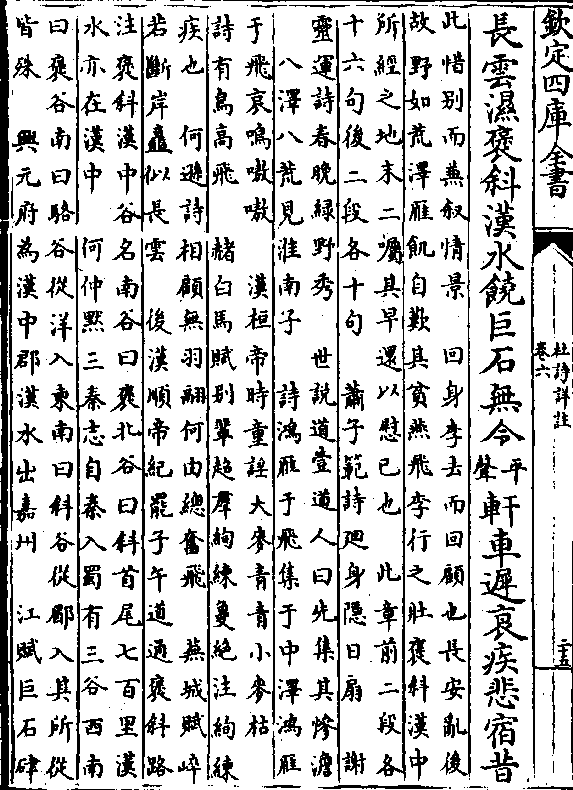 欽定四庫全書
杜詩詳註
卷六
二十五
長雲濕褒斜漢水饒巨石無令平聲軒車遲哀疾悲宿昔
此惜别而兼叙情景　回身李去而回顧也長安亂後
故野如荒澤雁飢自歎其貧燕飛李行之壯褒斜漢中
所經之地末二囑其早還以慰己也　此章前二段各
十六句後二段各十句　蕭子範詩廻身隱日扇　謝
靈運詩春晚緑野秀　世説道壹道人曰先集其慘澹
八澤八荒見淮南子　詩鴻雁于飛集于中澤鴻雁
于飛哀鳴嗷嗷　漢桓帝時童謡大麥青青小麥枯
詩有鳥高飛　赭白馬賦别輩越羣絢練敻絶注絢練
疾也　何遜詩相顧無羽翮何由總奮飛　蕪城賦崪
若斷岸矗似長雲　後漢順帝紀罷子午道通褒斜路
注褒斜漢中谷名南谷曰褒北谷曰斜首尾七百里漢
水亦在漢中　何仲黙三秦志自秦入蜀有三谷西南
曰褒谷南曰駱谷從洋入東南曰斜谷從郿入其所從
皆殊　興元府為漢中郡漢水出嘉州　江賦巨石硉